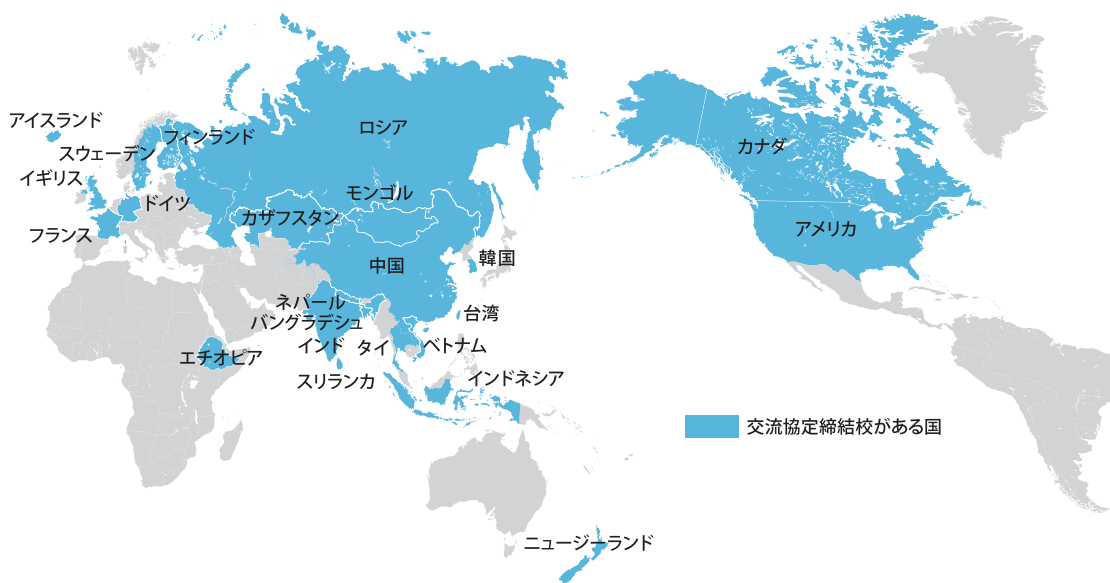 アイスランド
フィンランド
スウェーデン
イギリス
ドイツ
フランス
ロシア
モンゴル
カザフスタン
中国
韓国
ネパール
バングラデシュ
台湾
インド
タイ
ベトナム
エチオピア
スリランカ
インドネシア
ニュージーランド
カナダ
アメリカ
交流協定締結校がある国